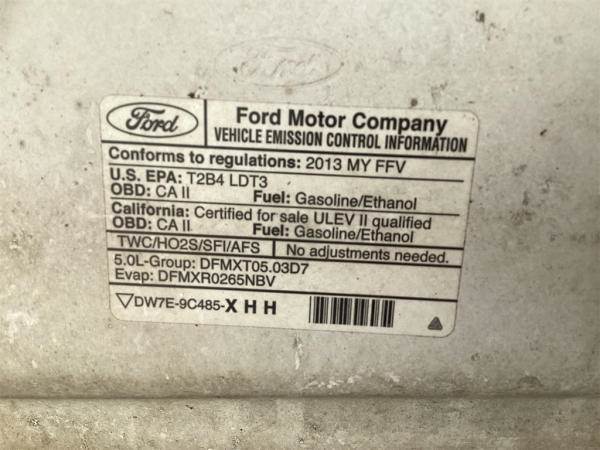 Ford
Ford
Ford Motor Company
VEHICLE EMISSION CONTROL INFORMATION
Conforms to regulations: 2013 MY FFV
U.S. EPA: T2B4 LDT3
OBD: CA II Fuel: Gasoline/Ethanol
California: Certified for sale ULEV II qualified
OBD: CA II Fuel: Gasoline/Ethanol
TWC/HO2S/SFI/AFS No adjustments needed.
5.0L-Group: DFMXT05.03D7
Evap: DFMXR0265NBV
▽DW7E-9C485-X H H